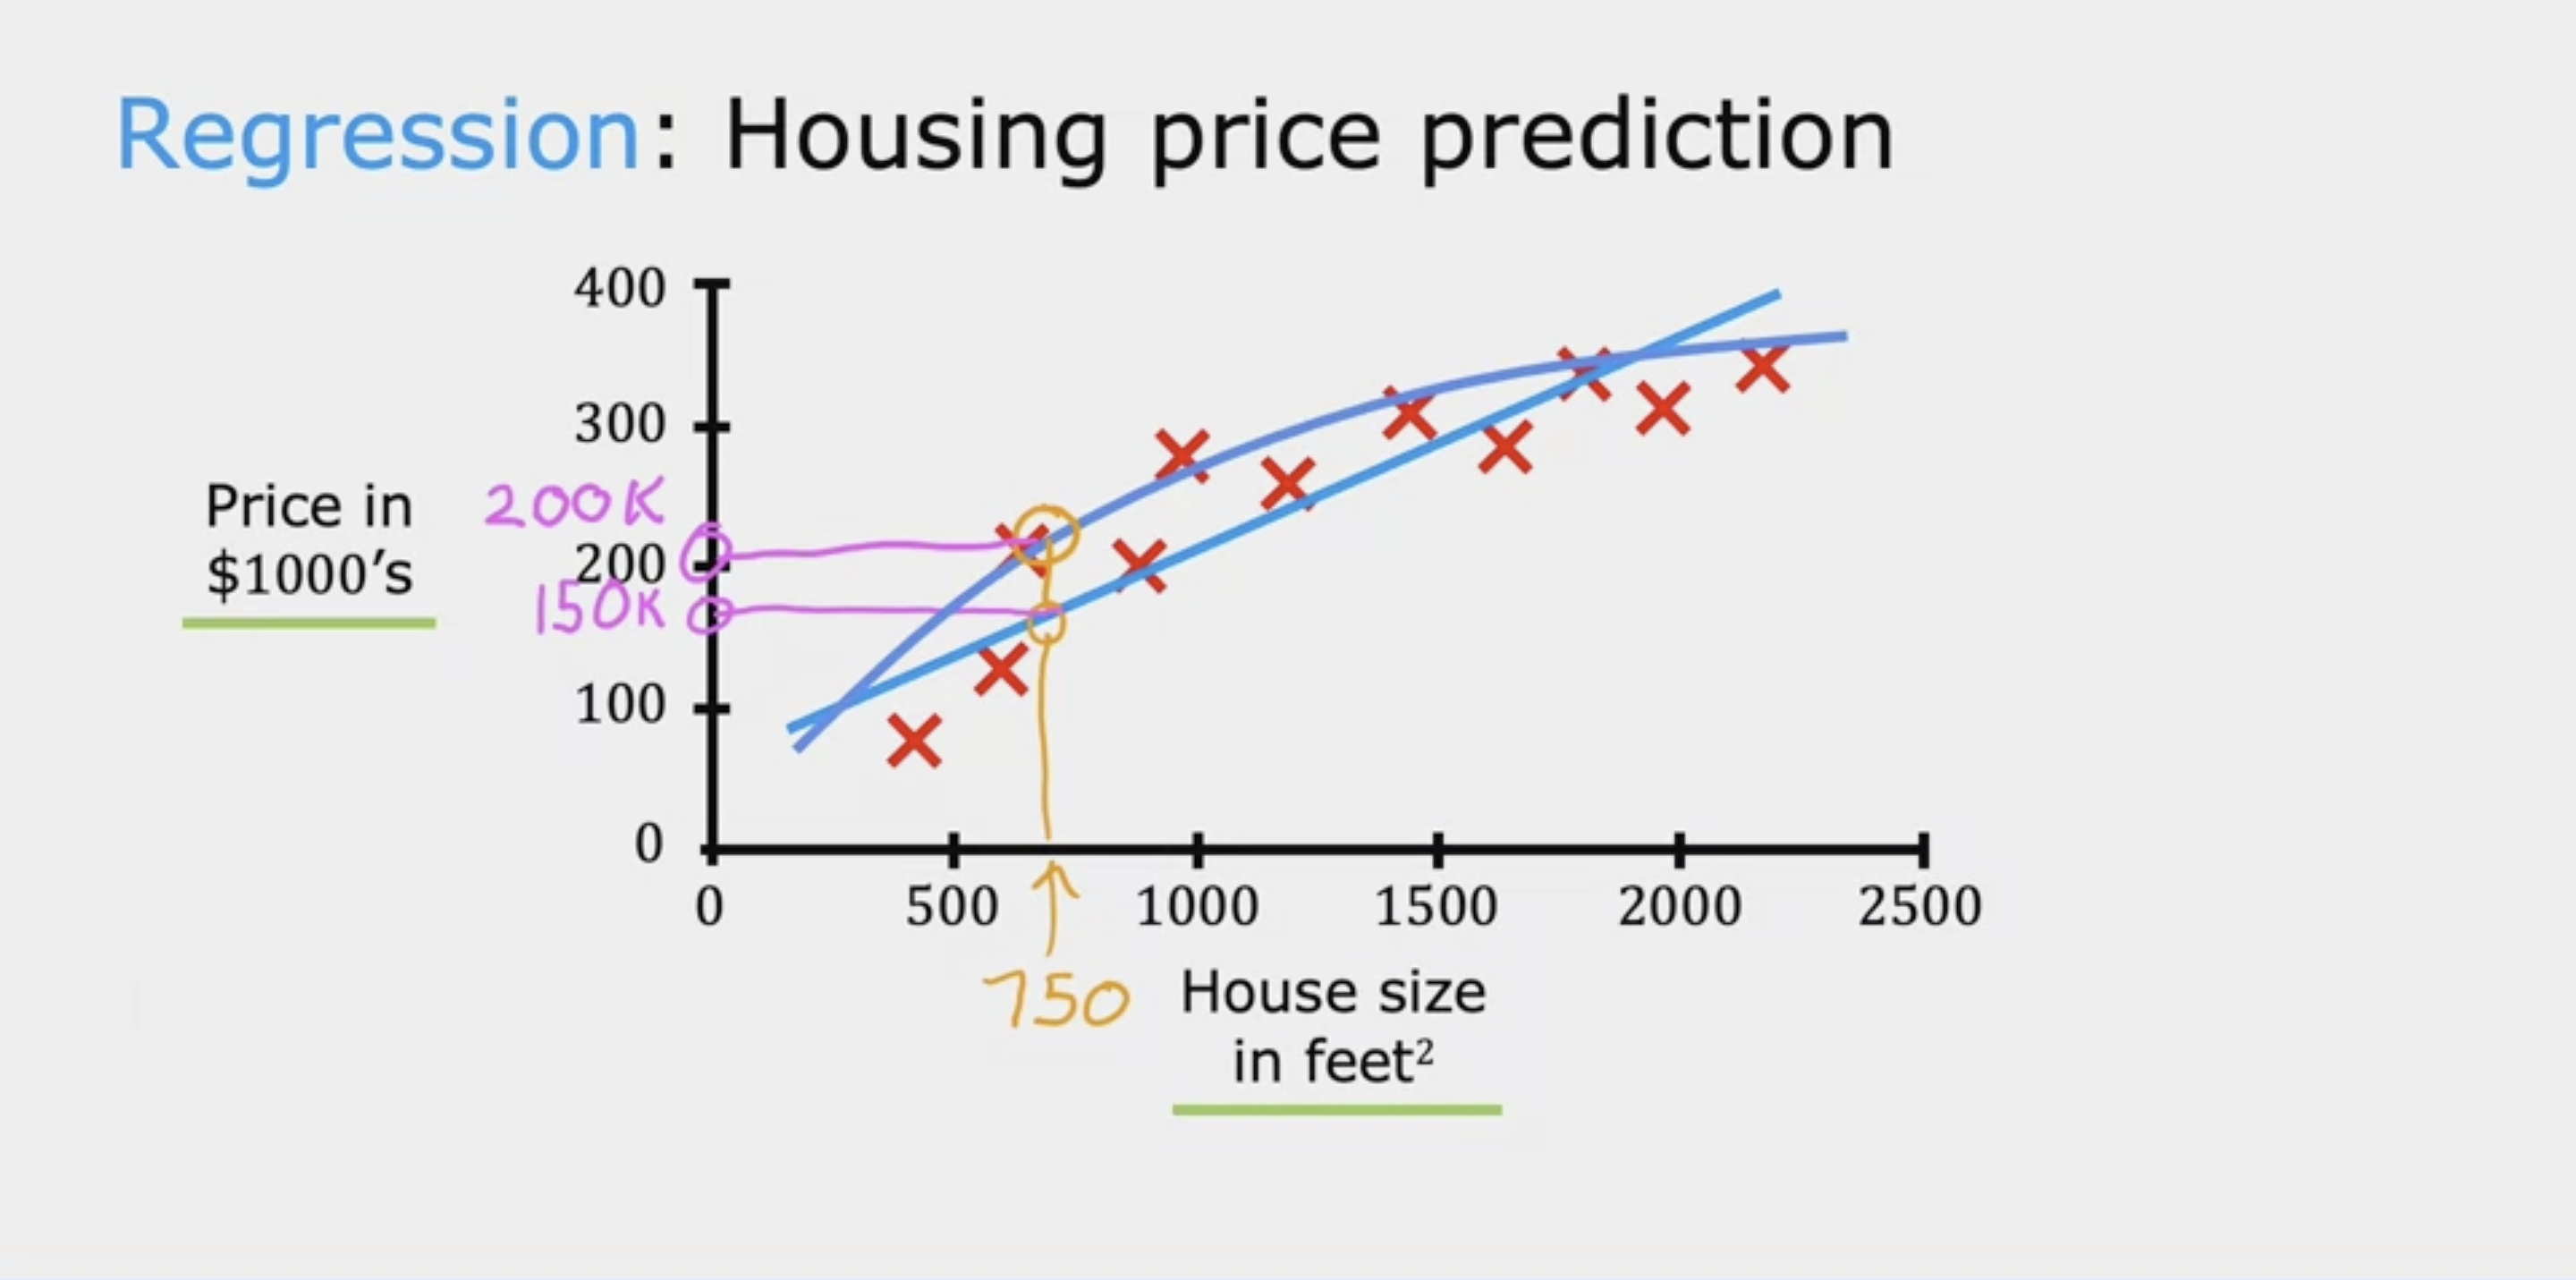 Regression: Housing price prediction
400
300
200K
Price in
$1000’s
200
150K
100
0
0 500 1000 1500 2000 2500
750
House size
in feet²